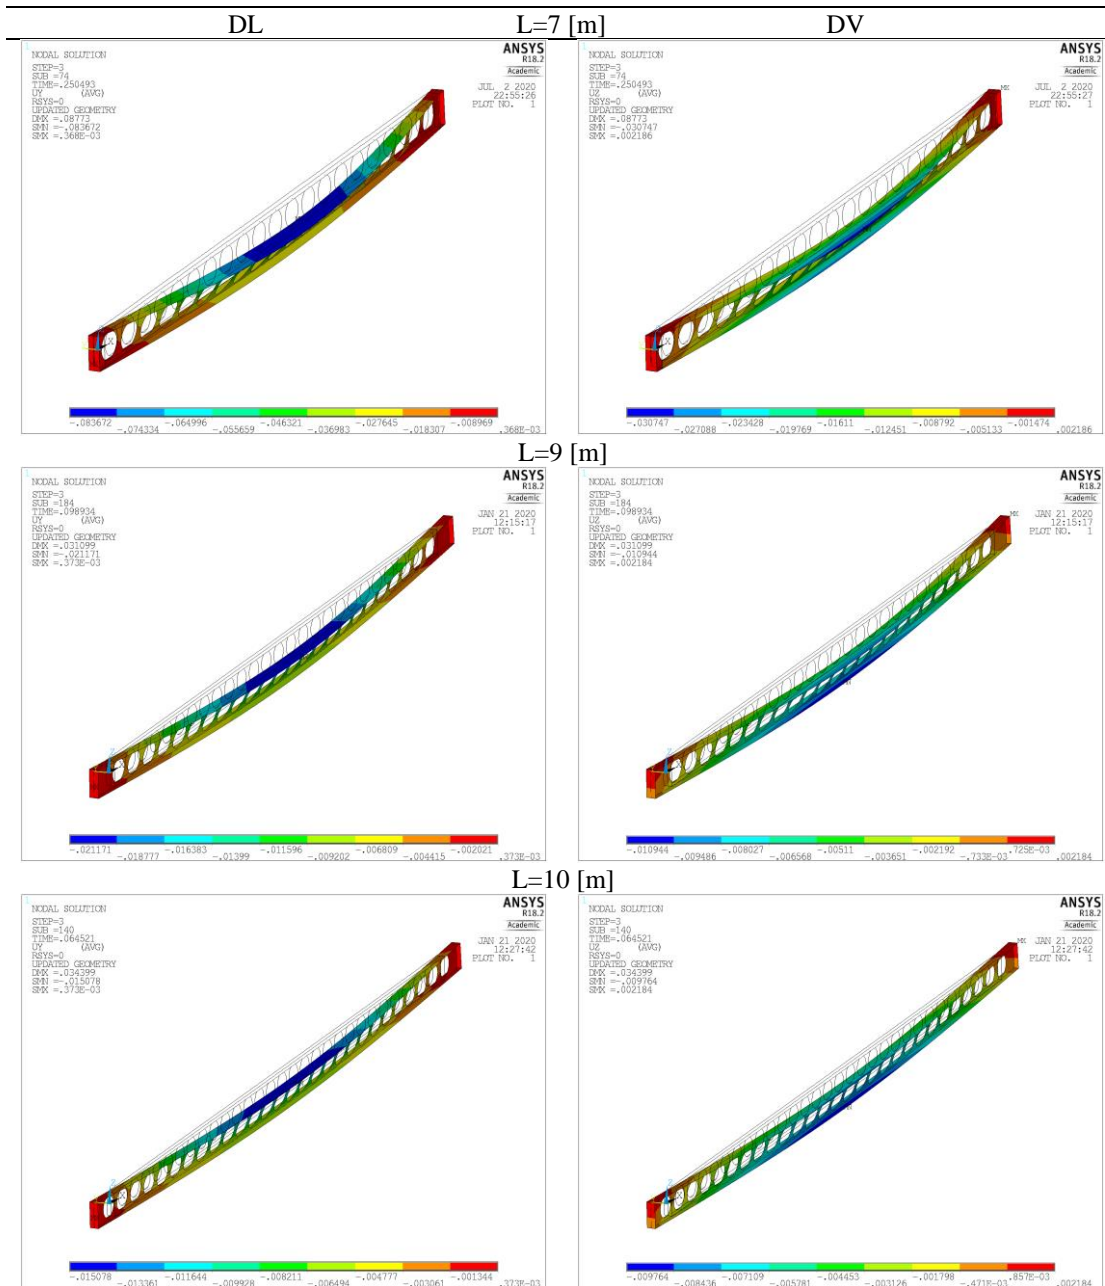 DL L=7 [m] DV
1
NODAL SOLUTION
STEP=3
SUB =74
TIME=.250493
UY (AVG)
RSYS=0
UPDATED GEOMETRY
DMX =.08773
SMN =-.083672
SMX =.368E-03
ANSYS
R18.2
Academic
JUL 2 2020
22:55:26
PLOT NO. 1
X
-.083672 -.064996 -.046321 -.027645 -.008969
-.074334 -.055659 -.036983 -.018307 .368E-03
1
NODAL SOLUTION
STEP=3
SUB =74
TIME=.250493
UZ (AVG)
RSYS=0
UPDATED GEOMETRY
DMX =.08773
SMN =-.030747
SMX =.002186
ANSYS
R18.2
Academic
JUL 2 2020
22:55:27
PLOT NO. 1
MX
X
-.030747 -.023428 -.01611 -.008792 -.001474
-.027088 -.019769 -.012451 -.005133 .002186
L=9 [m]
1
NODAL SOLUTION
STEP=3
SUB =184
TIME=.098934
UY (AVG)
RSYS=0
UPDATED GEOMETRY
DMX =.031099
SMN =-.021171
SMX =.373E-03
ANSYS
R18.2
Academic
JAN 21 2020
12:15:17
PLOT NO. 1
Z
-.021171 -.016383 -.011596 -.006809 -.002021
-.018777 -.01399 -.009202 -.004415 .373E-03
1
NODAL SOLUTION
STEP=3
SUB =184
TIME=.098934
UZ (AVG)
RSYS=0
UPDATED GEOMETRY
DMX =.031099
SMN =-.010944
SMX =.002184
ANSYS
R18.2
Academic
JAN 21 2020
12:15:17
PLOT NO. 1
MX
Z
-.010944 -.008027 -.00511 -.002192 .725E-03
-.009486 -.006568 -.003651 -.733E-03 .002184
L=10 [m]
1
NODAL SOLUTION
STEP=3
SUB =140
TIME=.064521
UY (AVG)
RSYS=0
UPDATED GEOMETRY
DMX =.034399
SMN =-.015078
SMX =.373E-03
ANSYS
R18.2
Academic
JAN 21 2020
12:27:42
PLOT NO. 1
Z
X
-.015078 -.011644 -.008211 -.004777 -.001344
-.013361 -.009928 -.006494 -.003061 .373E-03
1
NODAL SOLUTION
STEP=3
SUB =140
TIME=.064521
UZ (AVG)
RSYS=0
UPDATED GEOMETRY
DMX =.034399
SMN =-.009764
SMX =.002184
ANSYS
R18.2
Academic
JAN 21 2020
12:27:42
PLOT NO. 1
MX
Z
X
-.009764 -.007109 -.004453 -.001798 .857E-03
-.008436 -.005781 -.003126 -.471E-03 .002184